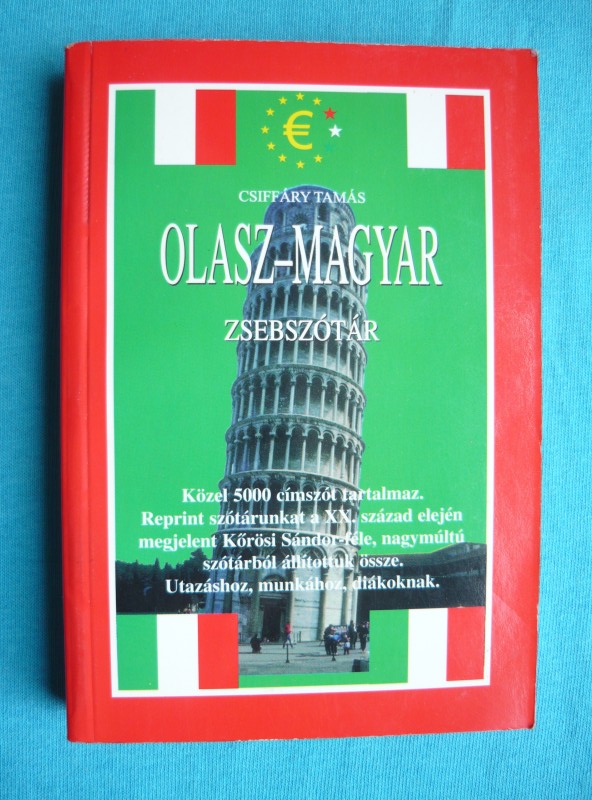 €
CSIFFÁRY TAMÁS
OLASZ–MAGYAR
ZSEBSZÓTÁR
Közel 5000 címszót tartalmaz.
Reprint szótárunkat a XX. század elején
megjelent Kőrösi Sándor-féle, nagymúltú
szótárból állítottuk össze.
Utazáshoz, munkához, diákoknak.